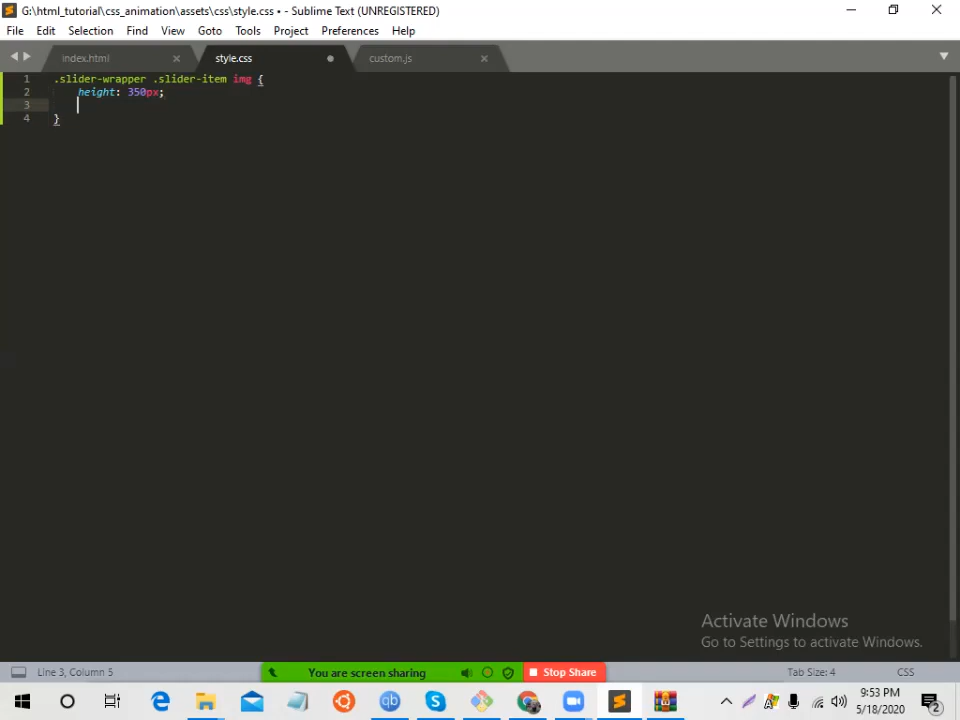 G:\html_tutorial\css_animation\assets\css\style.css • - Sublime Text (UNREGISTERED)
File Edit Selection Find View Goto Tools Project Preferences Help
index.html style.css custom.js
1 .slider-wrapper .slider-item img {
2 height: 350px;
3
4 }
Activate Windows
Go to Settings to activate Windows.
Line 3, Column 5 You are screen sharing Stop Share Tab Size: 4 CSS
qb 9:53 PM
5/18/2020 2